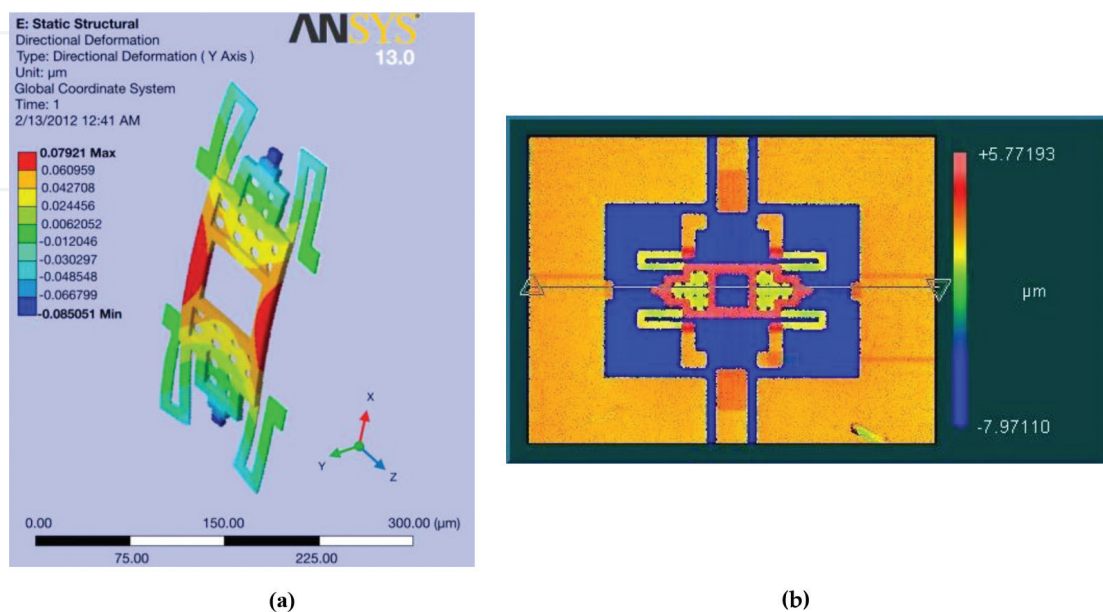 E: Static Structural
Directional Deformation
Type: Directional Deformation ( Y Axis )
Unit: µm
Global Coordinate System
Time: 1
2/13/2012 12:41 AM
ANSYS
13.0
0.07921 Max
0.060959
0.042708
0.024456
0.0062052
-0.012046
-0.030297
-0.048548
-0.066799
-0.085051 Min
X
Y
Z
0.00
150.00
300.00 (µm)
75.00
225.00
(a)
+5.77193
µm
-7.97110
(b)